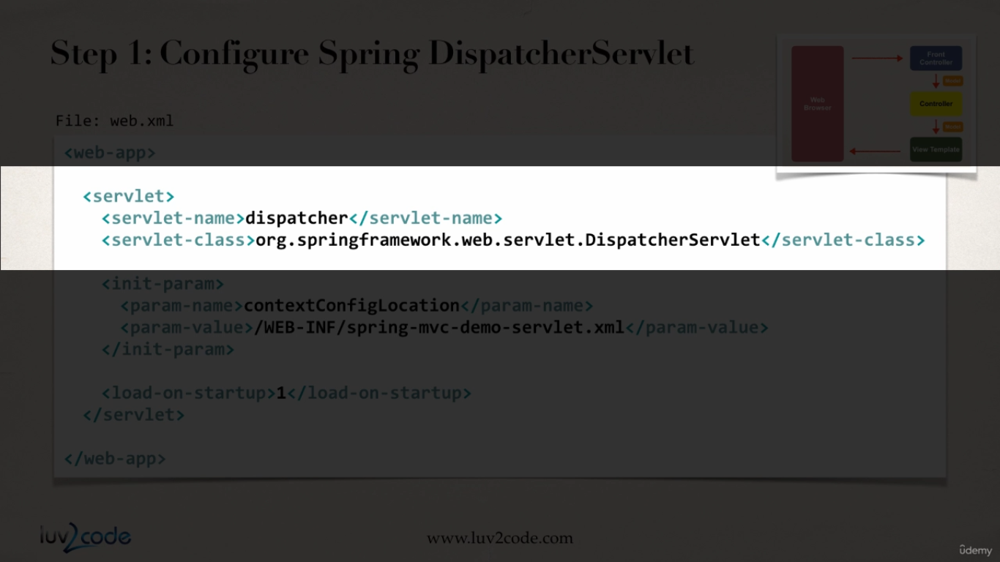 Step 1: Configure Spring DispatcherServlet
Front
Controller
Model
Web
Browser
Controller
Model
View Template
File: web.xml
<web-app>
<servlet>
<servlet-name>dispatcher</servlet-name>
<servlet-class>org.springframework.web.servlet.DispatcherServlet</servlet-class>
<init-param>
<param-name>contextConfigLocation</param-name>
<param-value>/WEB-INF/spring-mvc-demo-servlet.xml</param-value>
</init-param>
<load-on-startup>1</load-on-startup>
</servlet>
</web-app>
luv2code
www.luv2code.com
ûdemy